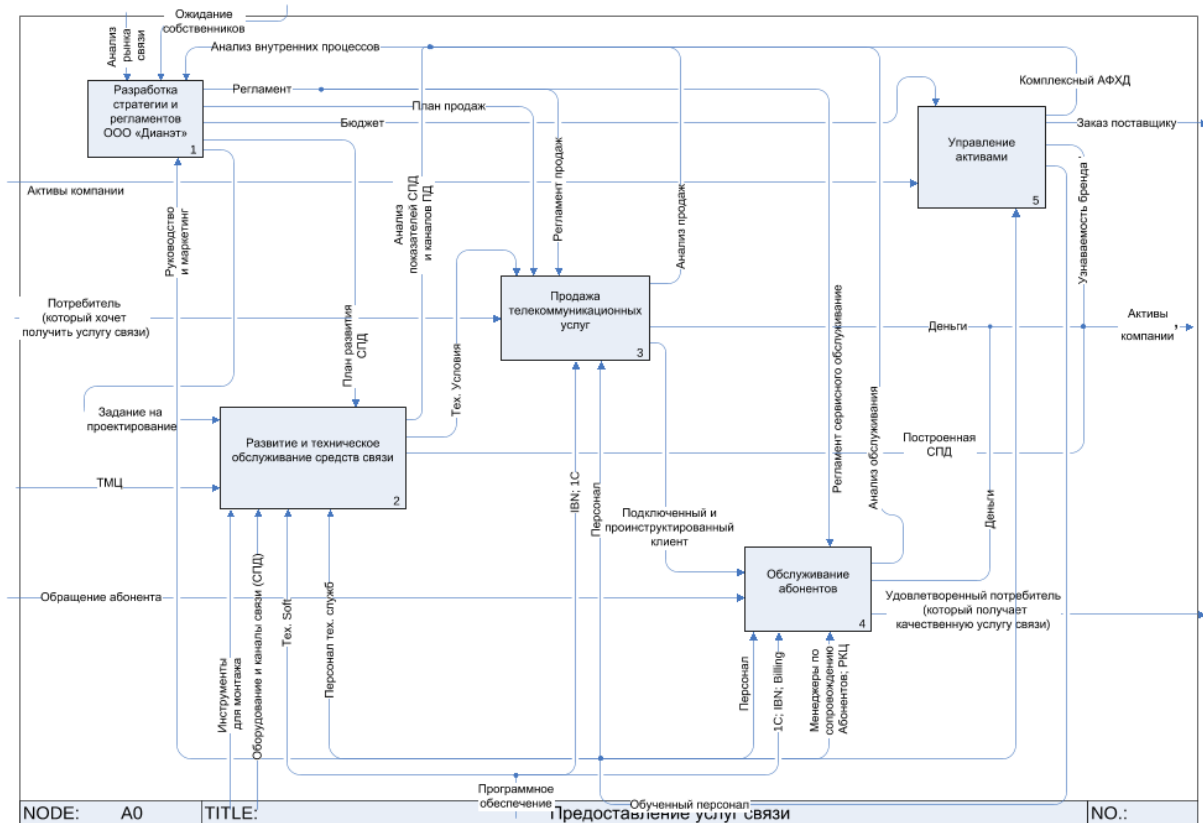 Ожидание
собственников
Анализ
рынка
связи
Анализ внутренних процессов
Комплексный АФХД
Разработка
стратегии и
регламентов
ООО «Дианэт»
1
Регламент
План продаж
Бюджет
Заказ поставщику
Управление
активами
5
Активы компании
Руководство
и маркетинг
Анализ
показателей СПД
и каналов ПД
Регламент продаж
Анализ продаж
Узнаваемость бренда
Потребитель
(который хочет
получить услугу связи)
План развития
СПД
Тех. Условия
Продажа
телекоммуникационных
услуг
3
Деньги
Активы
компании
Регламент сервисного обслуживание
Анализ обслуживания
Задание на
проектирование
Развитие и техническое
обслуживание средств связи
2
Построенная
СПД
ТМЦ
IBN; 1C
Персонал
Подключенный и
проинструктированный
клиент
Деньги
Обслуживание
абонентов
4
Обращение абонента
Удовлетворенный потребитель
(который получает
качественную услугу связи)
Инструменты
для монтажа
Оборудование и каналы связи (СПД)
Тех. Soft
Персонал тех. служб
Персонал
1C; IBN; Billing
Менеджеры по
сопровождению
Абонентов; РКЦ
Программное
обеспечение
Обученный персонал
NODE: A0 TITLE: Предоставление услуг связи NO.: